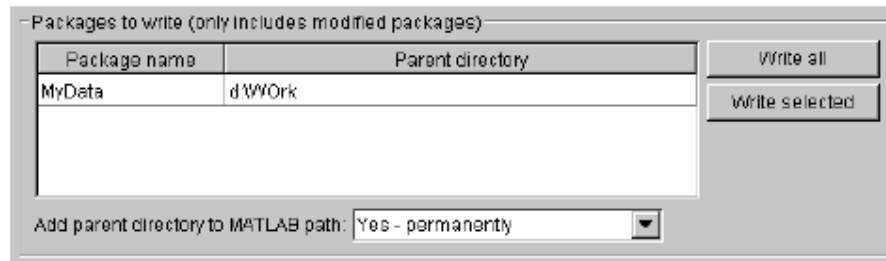 Packages to write (only includes modified packages)
Package name Parent directory
MyData d:\WOrk
Write all
Write selected
Add parent directory to MATLAB path: Yes - permanently